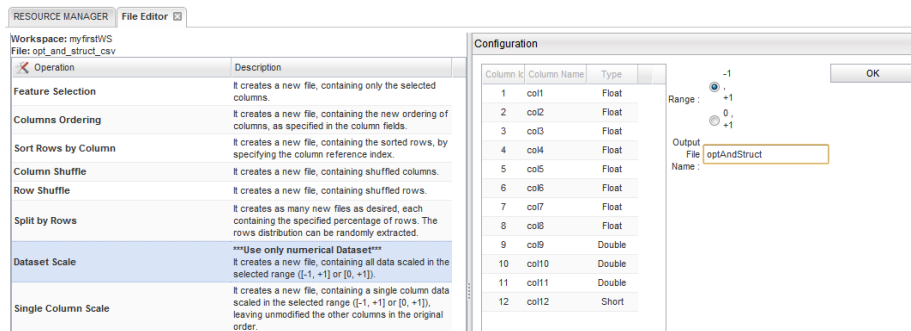 RESOURCE MANAGER File Editor
Workspace: myfirstWS
File: opt_and_struct_csv
Operation Description
Feature Selection
It creates a new file, containing only the selected
columns.
Columns Ordering
It creates a new file, containing the new ordering of
columns, as specified in the column fields.
Sort Rows by Column
It creates a new file, containing the sorted rows, by
specifying the column reference index.
Column Shuffle
It creates a new file, containing shuffled columns.
Row Shuffle
It creates a new file, containing shuffled rows.
Split by Rows
It creates as many new files as desired, each
containing the specified percentage of rows. The
rows distribution can be randomly extracted.
Dataset Scale
***Use only numerical Dataset***
It creates a new file, containing all data scaled in the
selected range ([-1, +1] or [0, +1]).
Single Column Scale
It creates a new file, containing a single column data
scaled in the selected range ([-1, +1] or [0, +1]),
leaving unmodified the other columns in the original
order.
Configuration
Column Ic Column Name Type
1 col1 Float
2 col2 Float
3 col3 Float
4 col4 Float
5 col5 Float
6 col6 Float
7 col7 Float
8 col8 Float
9 col9 Double
10 col10 Double
11 col11 Double
12 col12 Short
Range :
-1
,
+1
0 ,
+1
Output
File
Name :
optAndStruct
OK